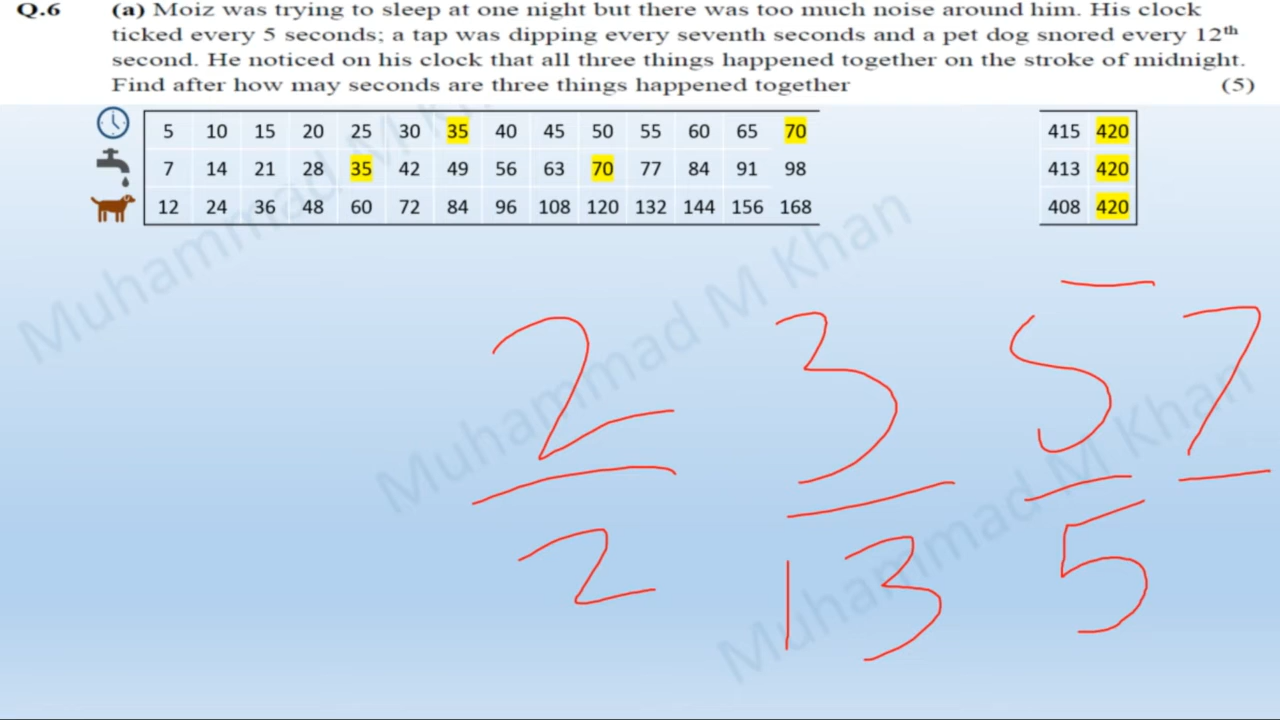 Q.6 (a) Moiz was trying to sleep at one night but there was too much noise around him. His clock
ticked every 5 seconds; a tap was dipping every seventh seconds and a pet dog snored every 12th
second. He noticed on his clock that all three things happened together on the stroke of midnight.
Find after how may seconds are three things happened together (5)
5 10 15 20 25 30 35 40 45 50 55 60 65 70 415 420
7 14 21 28 35 42 49 56 63 70 77 84 91 98 413 420
12 24 36 48 60 72 84 96 108 120 132 144 156 168 408 420
2 3 5 7
2 13 5
Muhammad M Khan
Muhammad M Khan
Muhammad M Khan